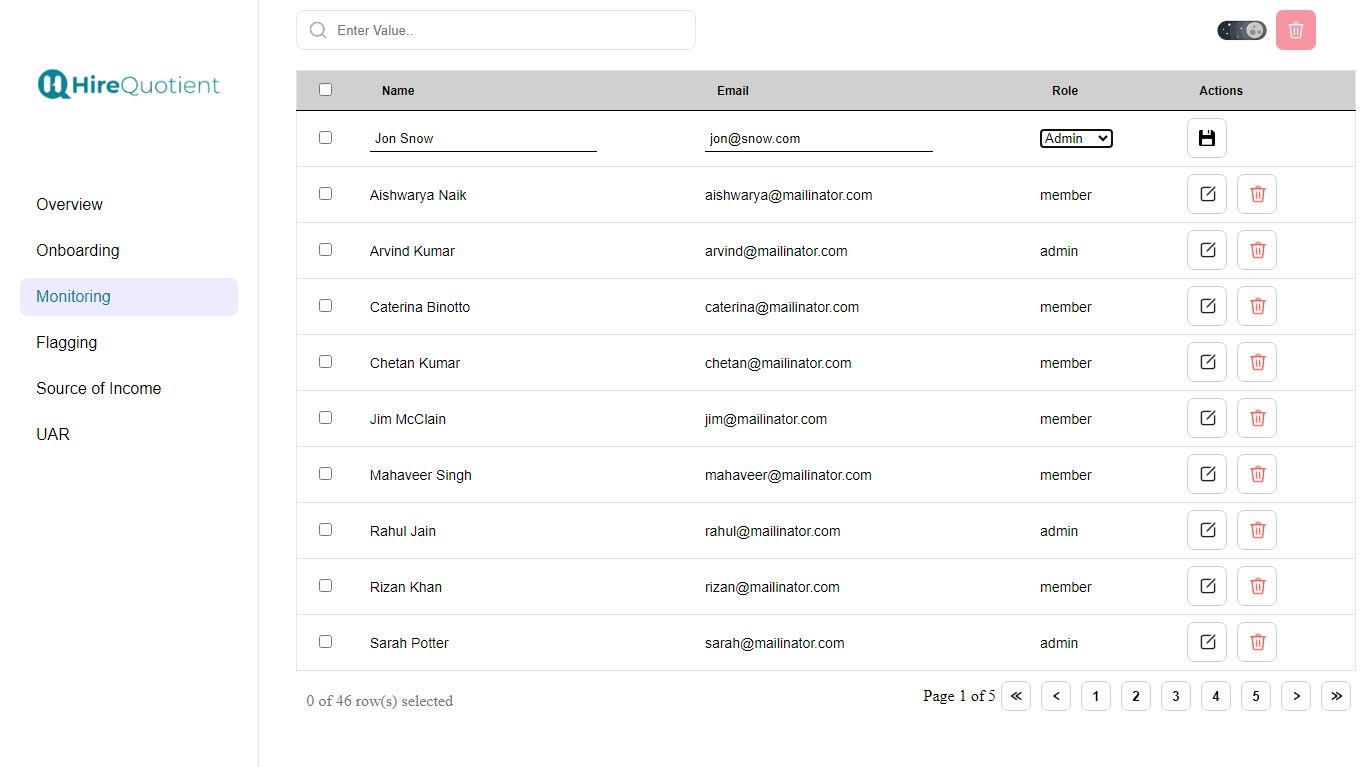 HireQuotient
Overview
Onboarding
Monitoring
Flagging
Source of Income
UAR
Enter Value..
Name Email Role Actions
Jon Snow jon@snow.com Admin
Aishwarya Naik aishwarya@mailinator.com member
Arvind Kumar arvind@mailinator.com admin
Caterina Binotto caterina@mailinator.com member
Chetan Kumar chetan@mailinator.com member
Jim McClain jim@mailinator.com member
Mahaveer Singh mahaveer@mailinator.com member
Rahul Jain rahul@mailinator.com admin
Rizan Khan rizan@mailinator.com member
Sarah Potter sarah@mailinator.com admin
0 of 46 row(s) selected Page 1 of 5 « < 1 2 3 4 5 > »